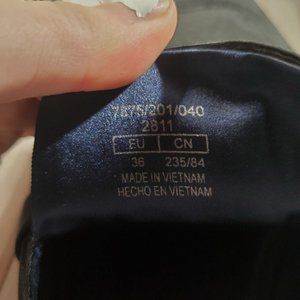 7875/201/040
2811
EU CN
36 235/84
MADE IN VIETNAM
HECHO EN VIETNAM